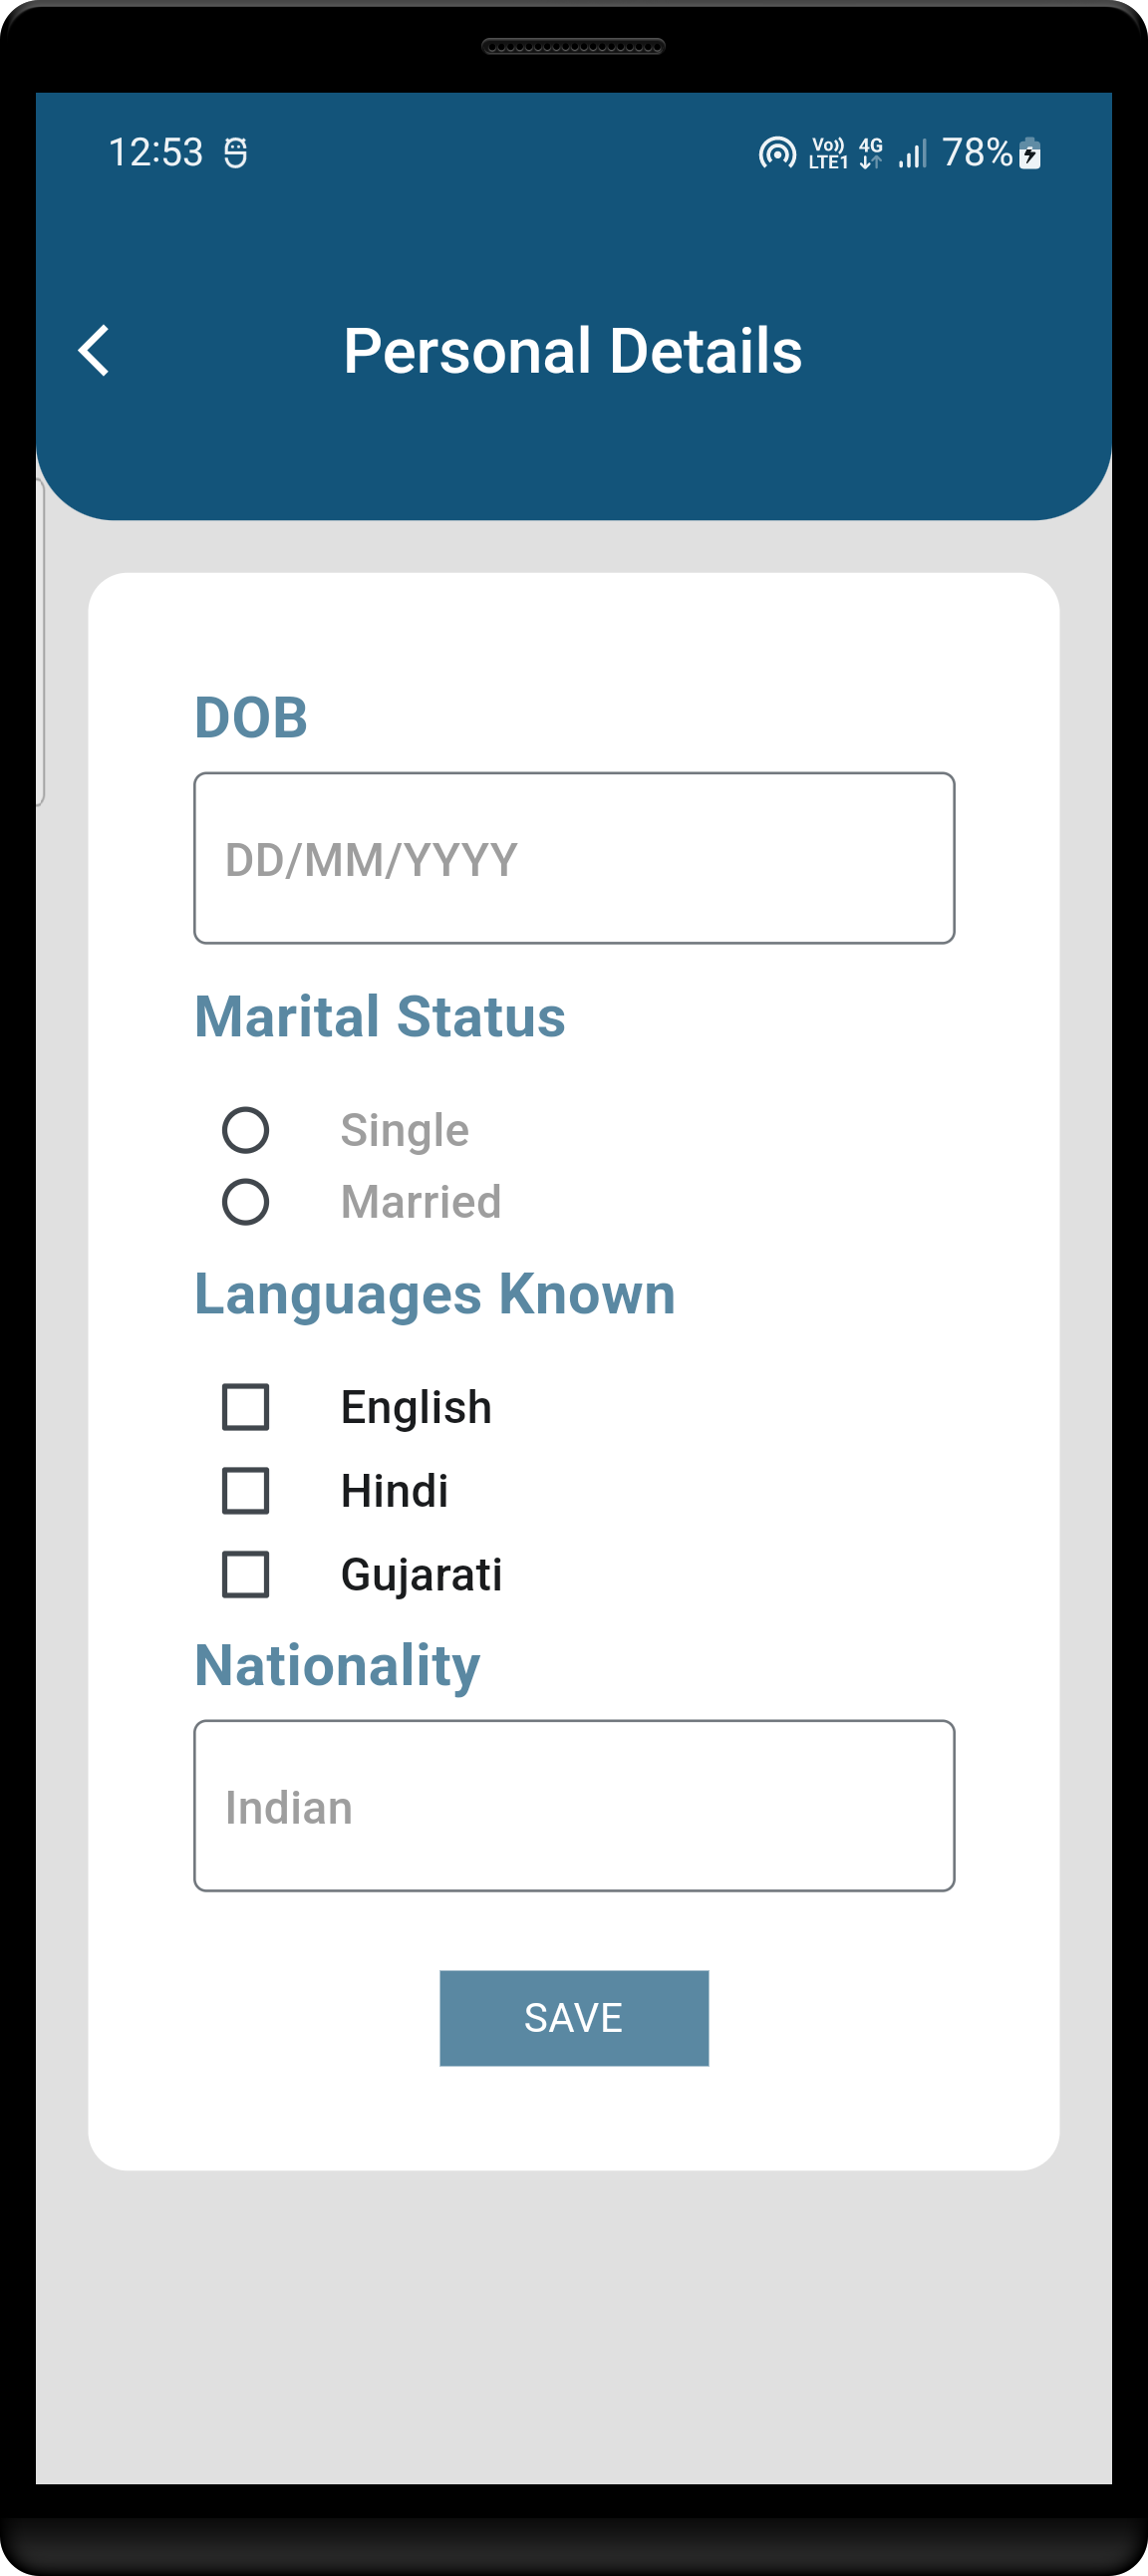 12:53 Vo)) LTE1 4G 78%
Personal Details
DOB
DD/MM/YYYY
Marital Status
Single
Married
Languages Known
English
Hindi
Gujarati
Nationality
Indian
SAVE